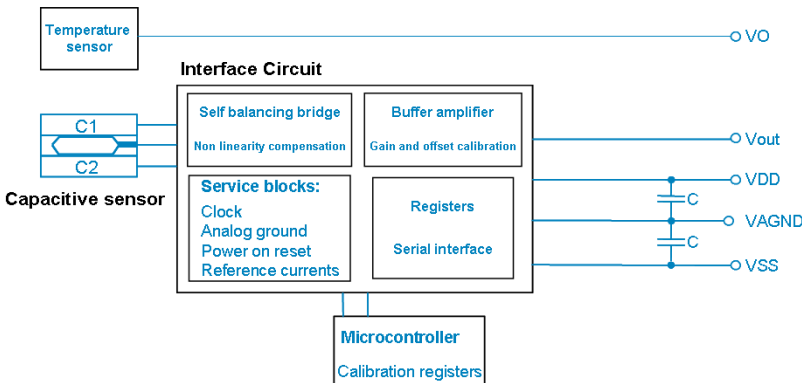 Temperature
sensor
VO
Interface Circuit
C1
C2
Capacitive sensor
Self balancing bridge
Non linearity compensation
Buffer amplifier
Gain and offset calibration
Service blocks:
Clock
Analog ground
Power on reset
Reference currents
Registers
Serial interface
Vout
VDD
C
VAGND
C
VSS
Microcontroller
Calibration registers